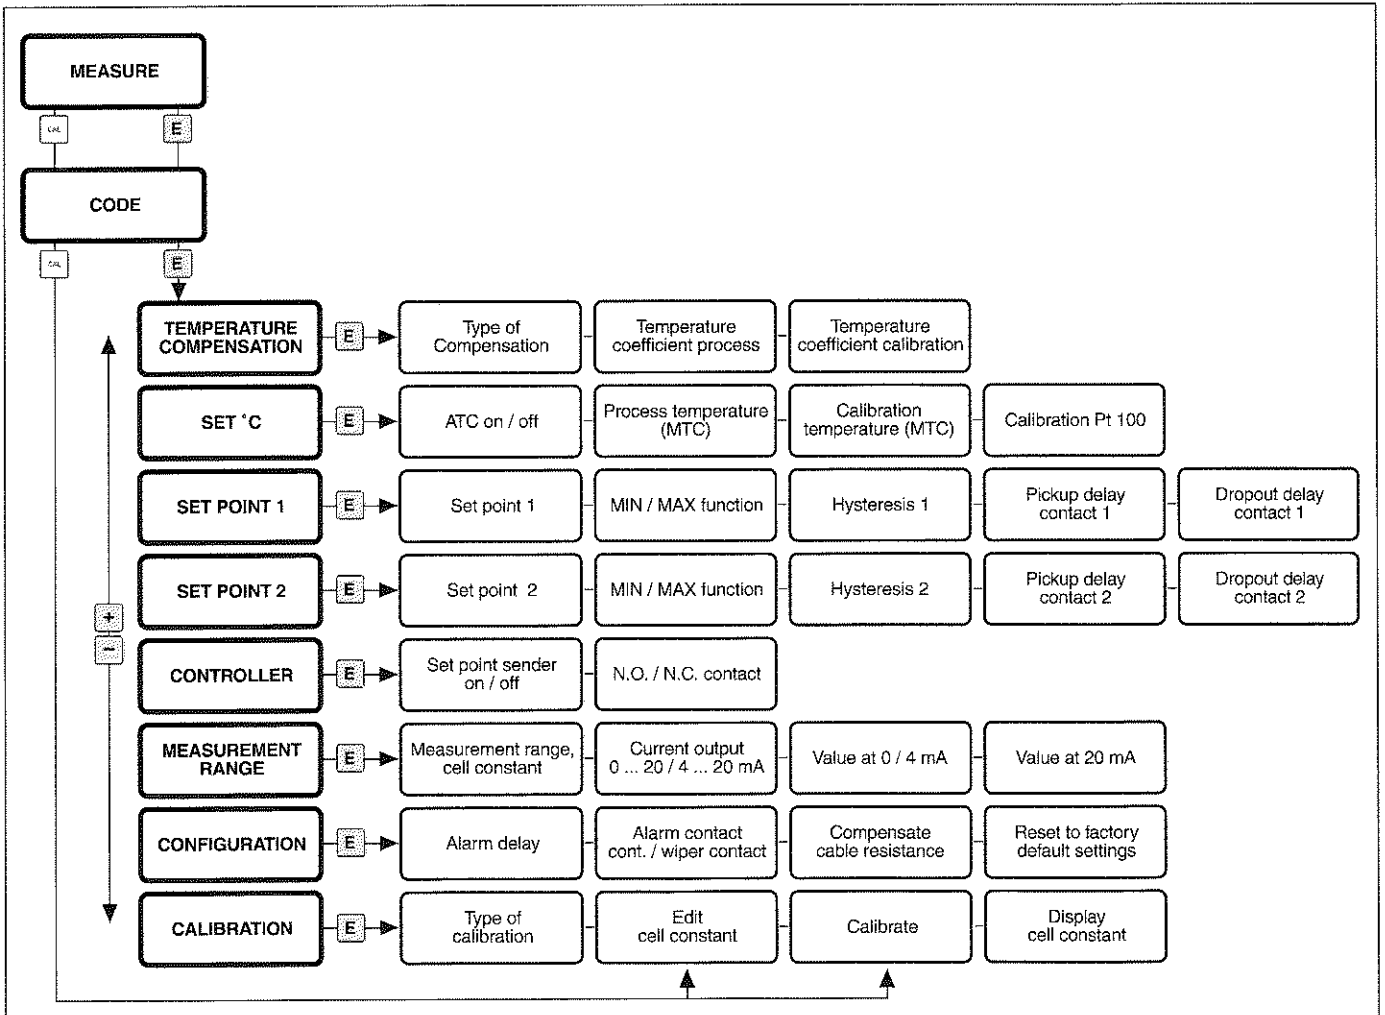 MEASURE
CAL E
CODE
CAL E
TEMPERATURE
COMPENSATION
E
Type of
Compensation
Temperature
coefficient process
Temperature
coefficient calibration
SET °C
E
ATC on / off
Process temperature
(MTC)
Calibration
temperature (MTC)
Calibration Pt 100
SET POINT 1
E
Set point 1
MIN / MAX function
Hysteresis 1
Pickup delay
contact 1
Dropout delay
contact 1
SET POINT 2
E
Set point 2
MIN / MAX function
Hysteresis 2
Pickup delay
contact 2
Dropout delay
contact 2
+
−
CONTROLLER
E
Set point sender
on / off
N.O. / N.C. contact
MEASUREMENT
RANGE
E
Measurement range,
cell constant
Current output
0 ... 20 / 4 ... 20 mA
Value at 0 / 4 mA
Value at 20 mA
CONFIGURATION
E
Alarm delay
Alarm contact
cont. / wiper contact
Compensate
cable resistance
Reset to factory
default settings
CALIBRATION
E
Type of
calibration
Edit
cell constant
Calibrate
Display
cell constant